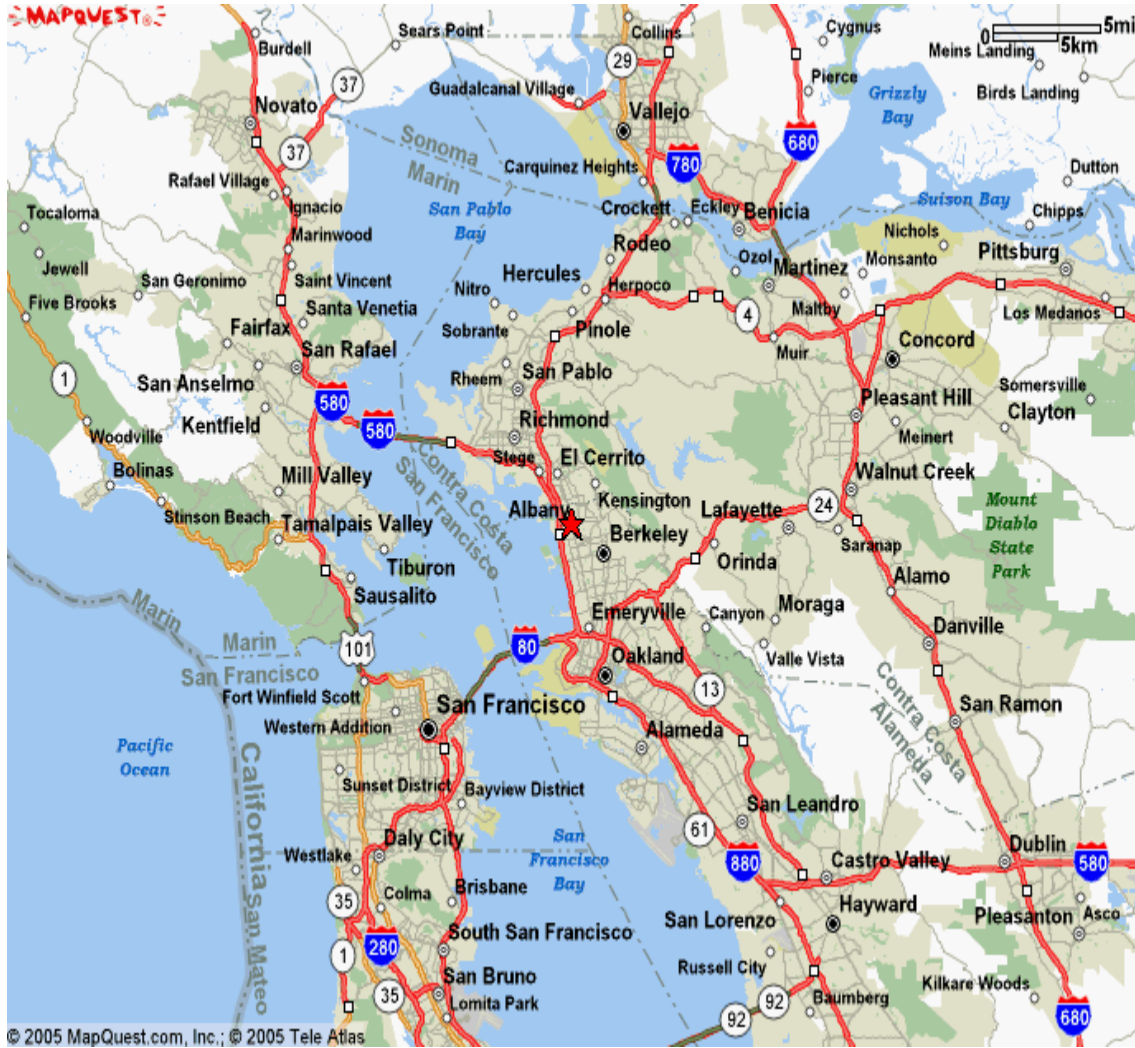 MAPQUEST
Sears Point
Collins
Cygnus
5mi
0
5km
Burdell
29
Meins Landing
37
Guadalcanal Village
Pierce
Grizzly
Bay
Birds Landing
Novato
Vallejo
37
Sonoma
Marin
Carquinez Heights
780
680
Dutton
Rafael Village
Ignacio
San Pablo
Bay
Crockett
Eckley
Benicia
Suison Bay
Chipps
Tocaloma
Marinwood
Rodeo
Nichols
Pittsburg
Jewell
San Geronimo
Saint Vincent
Hercules
Ozol
Martinez
Monsanto
Five Brooks
Santa Venetia
Nitro
Herpoco
Maltby
Los Medanos
Fairfax
Sobrante
Pinole
4
Muir
Concord
San Rafael
1
San Anselmo
Rheem
San Pablo
Somersville
580
Pleasant Hill
Clayton
Kentfield
580
Richmond
Meinert
Woodville
Stege
El Cerrito
Walnut Creek
Bolinas
Mill Valley
Contra Costa
San Francisco
Kensington
24
Stinson Beach
Albany
Lafayette
Mount
Diablo
State
Park
Tamalpais Valley
Berkeley
Saranap
Tiburon
Orinda
Sausalito
Alamo
Marin
Emeryville
Canyon
Moraga
Marin
San Francisco
101
80
Danville
Valle Vista
Oakland
Fort Winfield Scott
13
Contra Costa
Alameda
San Francisco
San Ramon
Western Addition
Alameda
Pacific
Ocean
California
San Mateo
Sunset District
Bayview District
San Leandro
61
San
Francisco
Bay
Daly City
Dublin
Westlake
880
Castro Valley
580
Colma
Brisbane
35
San Lorenzo
Hayward
Pleasanton
Asco
280
South San Francisco
1
Russell City
San Bruno
Kilkare Woods
35
Lomita Park
92
92
Baumberg
680
© 2005 MapQuest.com, Inc.; © 2005 Tele Atlas